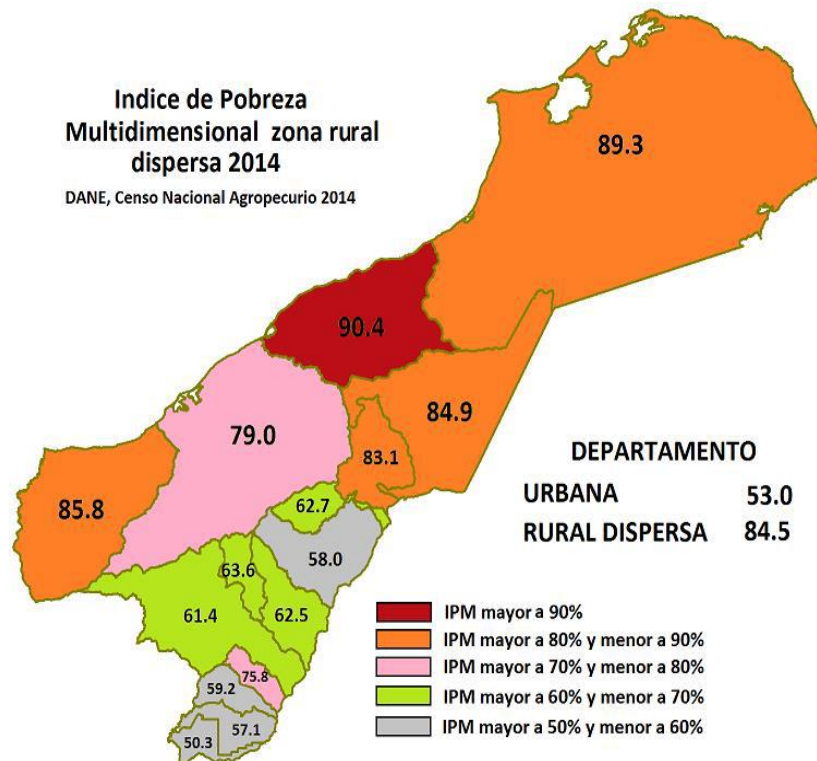 Indice de Pobreza
Multidimensional zona rural
dispersa 2014
DANE, Censo Nacional Agropecurio 2014
89.3
90.4
84.9
79.0
83.1
85.8
62.7
58.0
63.6
61.4
62.5
75.8
59.2
57.1
50.3
DEPARTAMENTO
URBANA 53.0
RURAL DISPERSA 84.5
IPM mayor a 90%
IPM mayor a 80% y menor a 90%
IPM mayor a 70% y menor a 80%
IPM mayor a 60% y menor a 70%
IPM mayor a 50% y menor a 60%